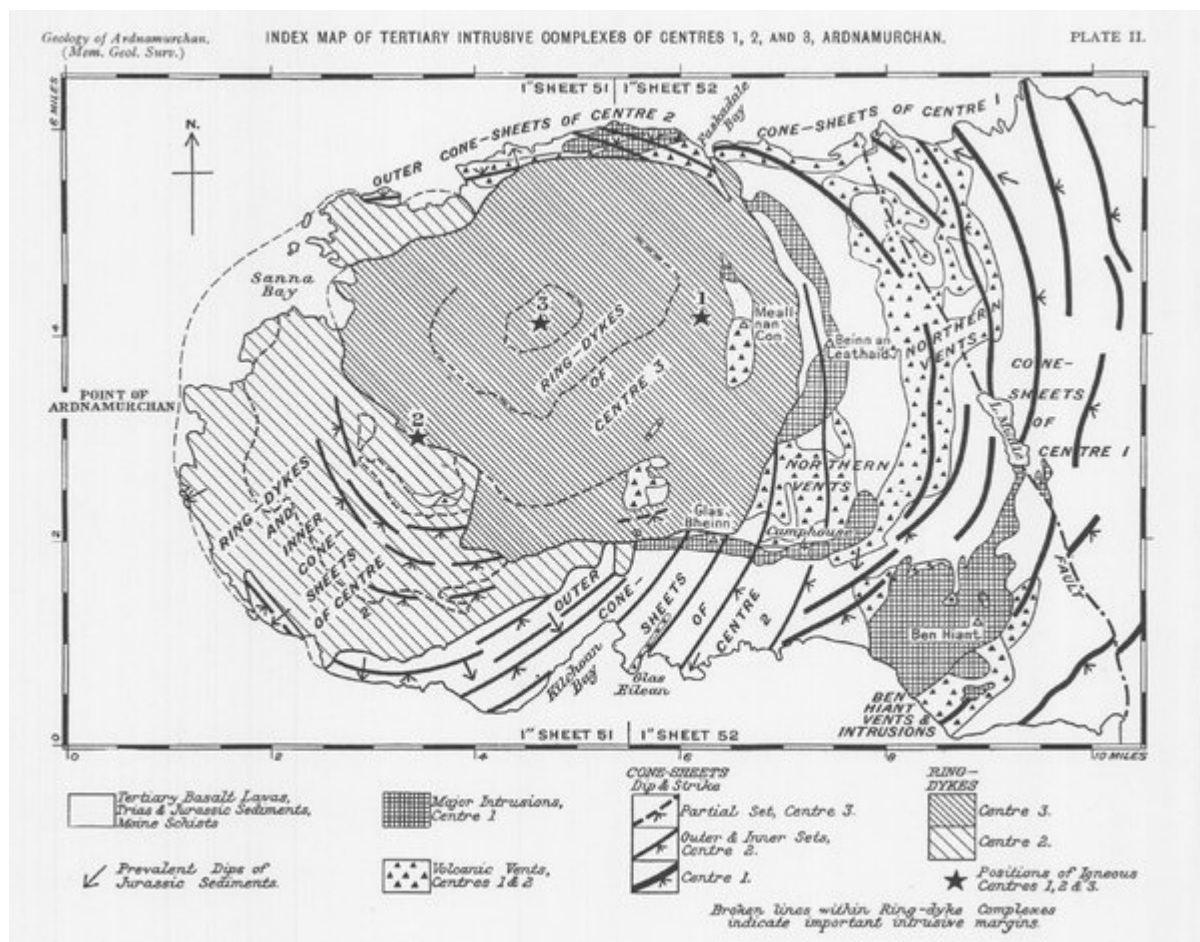 Geology of Ardnamurchan.
(Mem. Geol. Surv.)
INDEX MAP OF TERTIARY INTRUSIVE COMPLEXES OF CENTRES 1, 2, AND 3, ARDNAMURCHAN.
PLATE II.
6 MILES
1" SHEET 51
1" SHEET 52
N.
OUTER CONE-SHEETS OF CENTRE 2
Faskadale
Bay
CONE-SHEETS OF CENTRE 1
Sanna
Bay
3
1
RING-DYKES
OF
CENTRE 3
Meall
nan
Con
Beinn an
Leathaid
NORTHERN
VENTS
4
POINT OF
ARDNAMURCHAN
2
CONE-
SHEETS
OF
CENTRE 1
L. Mudle
NORTHERN
VENTS
RING-DYKES
AND
INNER
CONE-
SHEETS
OF CENTRE
2
Glas
Bheinn
Camphouse
2
OUTER
CONE-
SHEETS
OF
CENTRE
2
FAULT
Ben Hiant
Kilchoan
Bay
Glas
Eilean
BEN
HIANT
VENTS &
INTRUSIONS
1" SHEET 51
1" SHEET 52
0
0
2
4
6
8
10 MILES
Tertiary Basalt Lavas,
Trias & Jurassic Sediments,
Moine Schists
Prevalent Dips of
Jurassic Sediments.
Major Intrusions,
Centre 1
Volcanic Vents,
Centres 1 & 2
CONE-SHEETS
Dip & Strike
Partial Set, Centre 3.
Outer & Inner Sets,
Centre 2.
Centre 1.
RING-
DYKES
Centre 3.
Centre 2.
Positions of Igneous
Centres 1, 2 & 3.
Broken lines within Ring-dyke Complexes
indicate important intrusive margins.